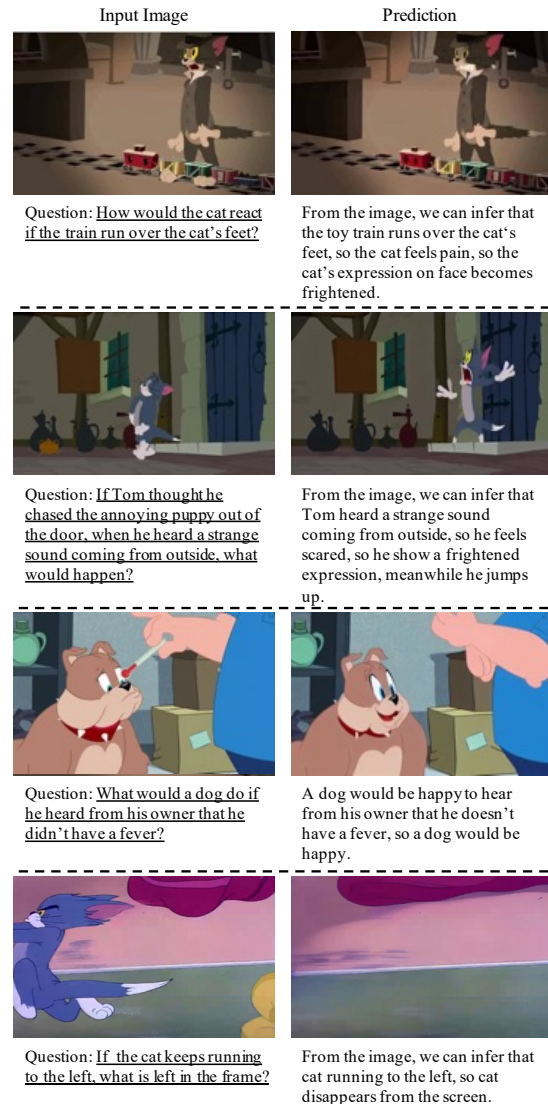 Input Image
Prediction
Question: How would the cat react
if the train run over the cat’s feet?
From the image, we can infer that
the toy train runs over the cat‘s
feet, so the cat feels pain, so the
cat’s expression on face becomes
frightened.
Question: If Tom thought he
chased the annoying puppy out of
the door, when he heard a strange
sound coming from outside, what
would happen?
From the image, we can infer that
Tom heard a strange sound
coming from outside, so he feels
scared, so he show a frightened
expression, meanwhile he jumps
up.
Question: What would a dog do if
he heard from his owner that he
didn’t have a fever?
A dog would be happy to hear
from his owner that he doesn’t
have a fever, so a dog would be
happy.
Question: If the cat keeps running
to the left, what is left in the frame?
From the image, we can infer that
cat running to the left, so cat
disappears from the screen.